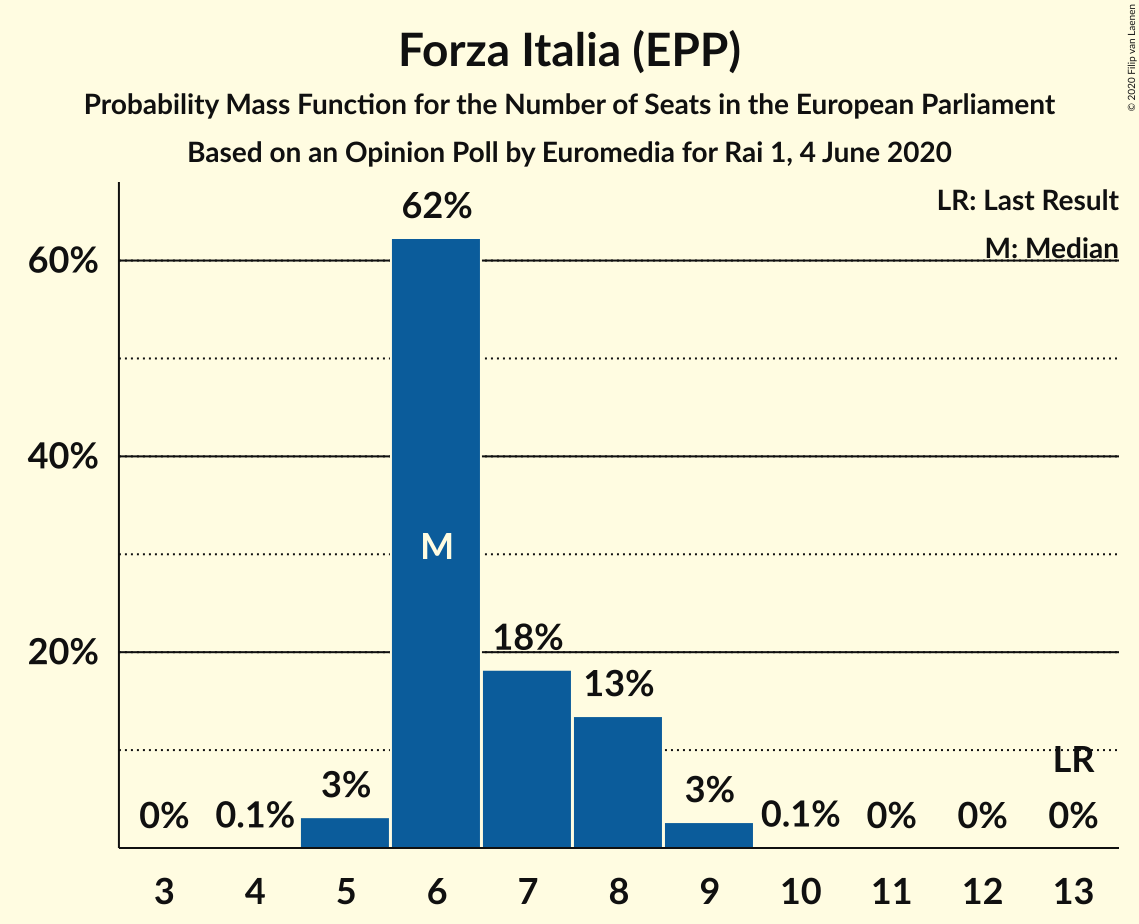 Forza Italia (EPP)
Probability Mass Function for the Number of Seats in the European Parliament
Based on an Opinion Poll by Euromedia for Rai 1, 4 June 2020
© 2020 Filip van Laenen
LR: Last Result
M: Median
62%
60%
40%
M
20%
18%
13%
LR
3%
3%
0%
0.1%
0.1%
0%
0%
0%
3 4 5 6 7 8 9 10 11 12 13